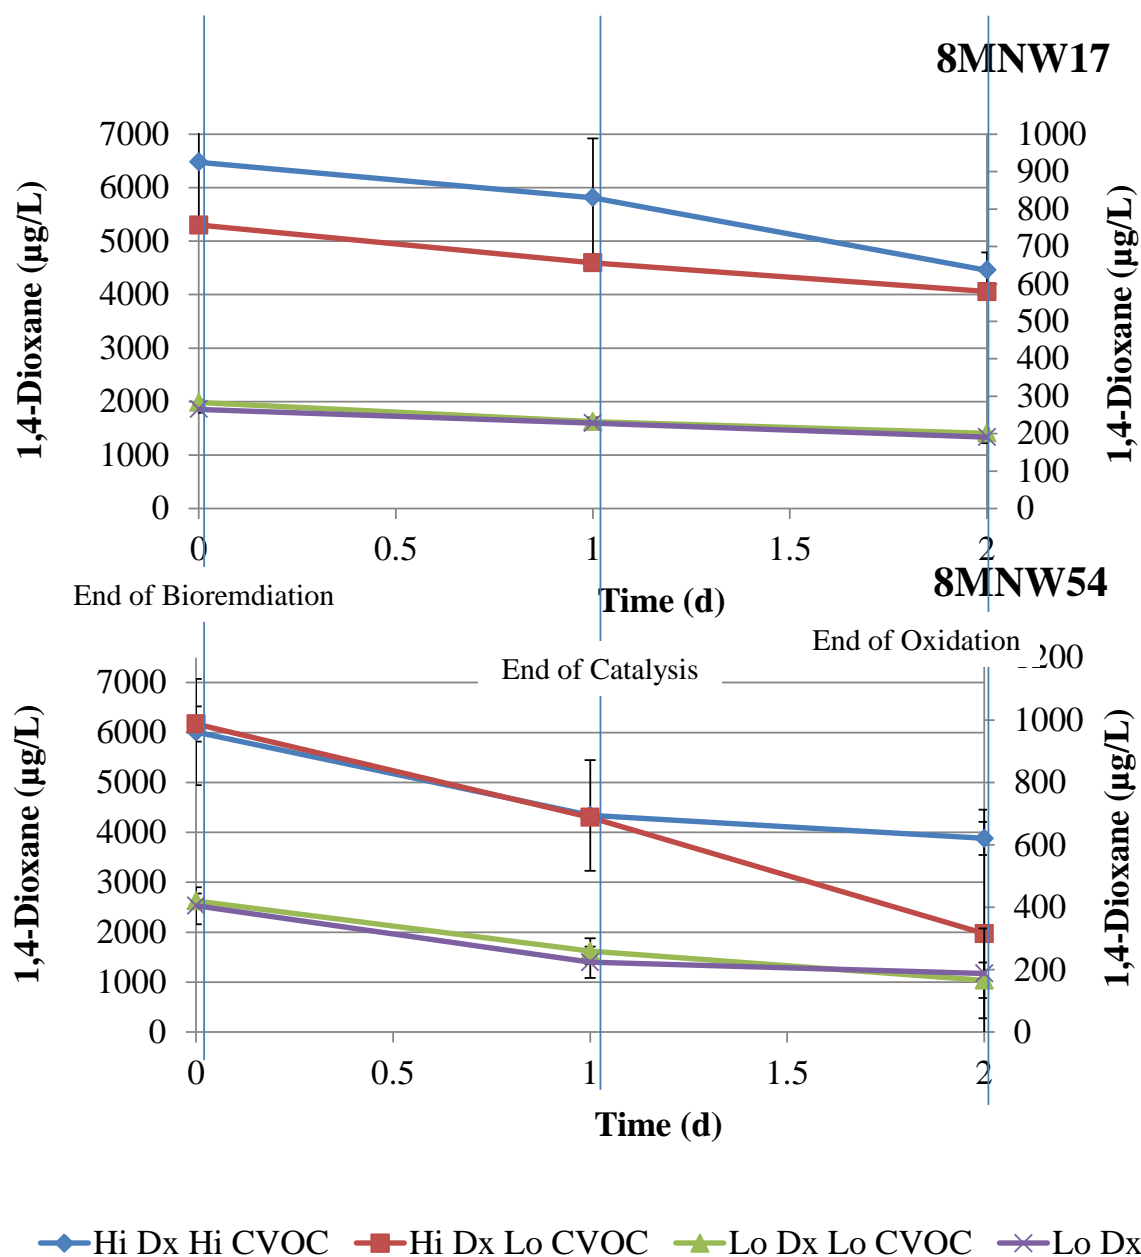 8MNW17
1,4-Dioxane (µg/L)
7000
6000
5000
4000
3000
2000
1000
0
1000
900
800
700
600
500
400
300
200
100
0
1,4-Dioxane (µg/L)
0 0.5 1 1.5 2
Time (d)
End of Bioremdiation
8MNW54
End of Catalysis
End of Oxidation
1,4-Dioxane (µg/L)
7000
6000
5000
4000
3000
2000
1000
0
200
1000
800
600
400
200
0
1,4-Dioxane (µg/L)
0 0.5 1 1.5 2
Time (d)
Hi Dx Hi CVOC Hi Dx Lo CVOC Lo Dx Lo CVOC Lo Dx